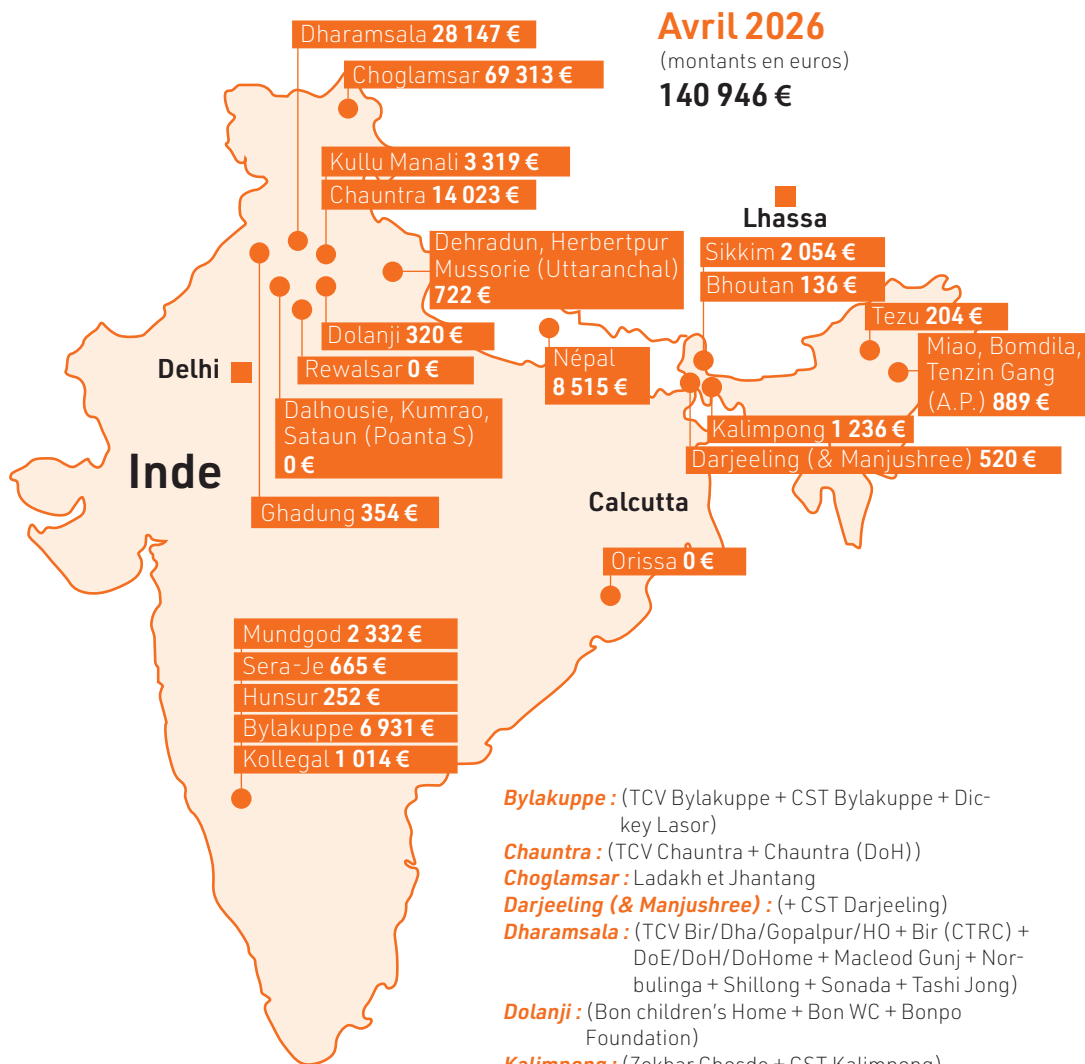 Avril 2026
(montants en euros)
140 946 €
Dharamsala 28 147 €
Choglamsar 69 313 €
Kullu Manali 3 319 €
Chauntra 14 023 €
Lhassa
Dehradun, Herbertpur
Mussorie (Uttaranchal)
722 €
Sikkim 2 054 €
Bhoutan 136 €
Tezu 204 €
Dolanji 320 €
Rewalsar 0 €
Népal
8 515 €
Miao, Bomdila,
Tenzin Gang
(A.P.) 889 €
Delhi
Dalhousie, Kumrao,
Sataun (Poanta S)
0 €
Kalimpong 1 236 €
Darjeeling (& Manjushree) 520 €
Inde
Ghadung 354 €
Calcutta
Orissa 0 €
Mundgod 2 332 €
Sera-Je 665 €
Hunsur 252 €
Bylakuppe 6 931 €
Kollegal 1 014 €
Bylakuppe : (TCV Bylakuppe + CST Bylakuppe + Dic-
key Lasor)
Chauntra : (TCV Chauntra + Chauntra (DoH))
Choglamsar : Ladakh et Jhantang
Darjeeling (& Manjushree) : (+ CST Darjeeling)
Dharamsala : (TCV Bir/Dha/Gopalpur/HO + Bir (CTRC) +
DoE/DoH/DoHome + Macleod Gunj + Nor-
bulinga + Shillong + Sonada + Tashi Jong)
Dolanji : (Bon children's Home + Bon WC + Bonpo
Foundation)
Kalimpong : (Zekhar Chosde + CST Kalimpong)